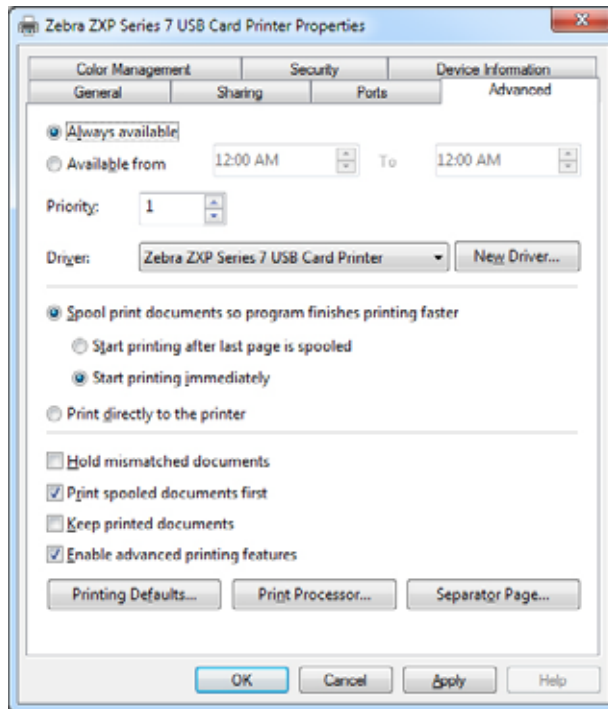 Zebra ZXP Series 7 USB Card Printer Properties
Color Management Security Device Information
General Sharing Ports Advanced
Always available
Available from 12:00 AM To 12:00 AM
Priority: 1
Driver: Zebra ZXP Series 7 USB Card Printer New Driver...
Spool print documents so program finishes printing faster
Start printing after last page is spooled
Start printing immediately
Print directly to the printer
Hold mismatched documents
Print spooled documents first
Keep printed documents
Enable advanced printing features
Printing Defaults... Print Processor... Separator Page...
OK Cancel Apply Help